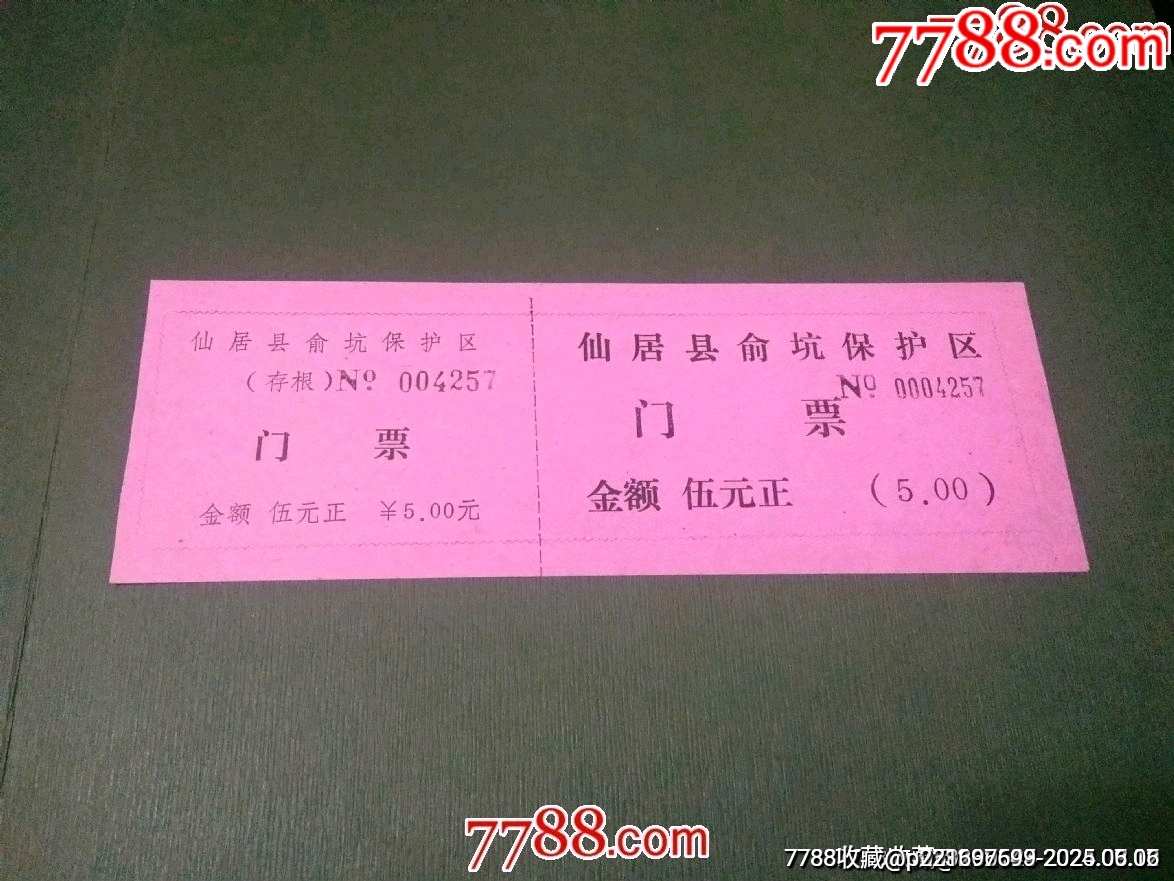 7788.com
仙居县俞坑保护区
(存根) Nº 004257
门 票
金额 伍元正 ￥5.00元
仙居县俞坑保护区
Nº 0004257
门 票
金额 伍元正 (5.00)
7788.com